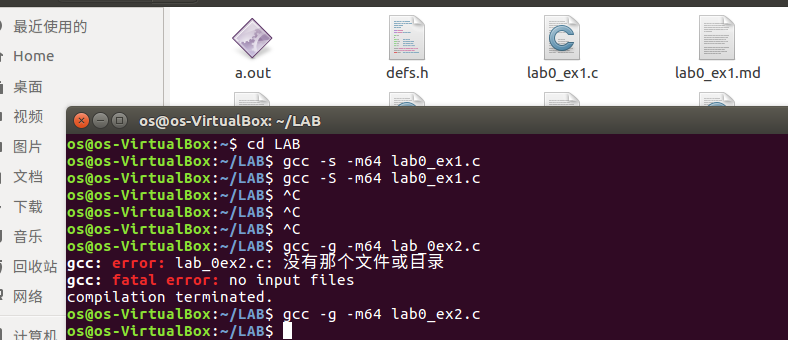 最近使用的
Home
桌面
视频
图片
文档
下载
音乐
回收站
网络
计算机
a.out
defs.h
lab0_ex1.c
lab0_ex1.md
os@os-VirtualBox: ~/LAB
os@os-VirtualBox:~$ cd LAB
os@os-VirtualBox:~/LAB$ gcc -s -m64 lab0_ex1.c
os@os-VirtualBox:~/LAB$ gcc -S -m64 lab0_ex1.c
os@os-VirtualBox:~/LAB$ ^C
os@os-VirtualBox:~/LAB$ ^C
os@os-VirtualBox:~/LAB$ ^C
os@os-VirtualBox:~/LAB$ gcc -g -m64 lab_0ex2.c
gcc: error: lab_0ex2.c: 没有那个文件或目录
gcc: fatal error: no input files
compilation terminated.
os@os-VirtualBox:~/LAB$ gcc -g -m64 lab0_ex2.c
os@os-VirtualBox:~/LAB$